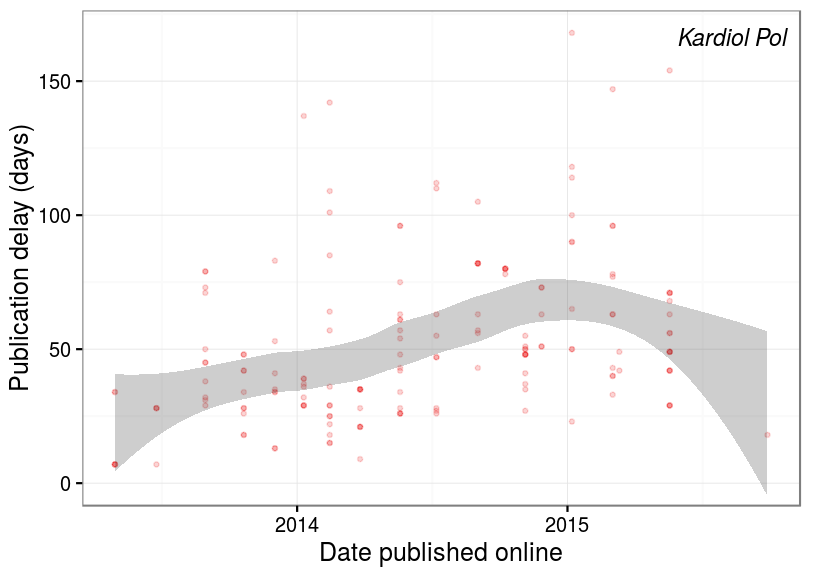 Kardiol Pol
Publication delay (days)
150
100
50
0
2014
2015
Date published online